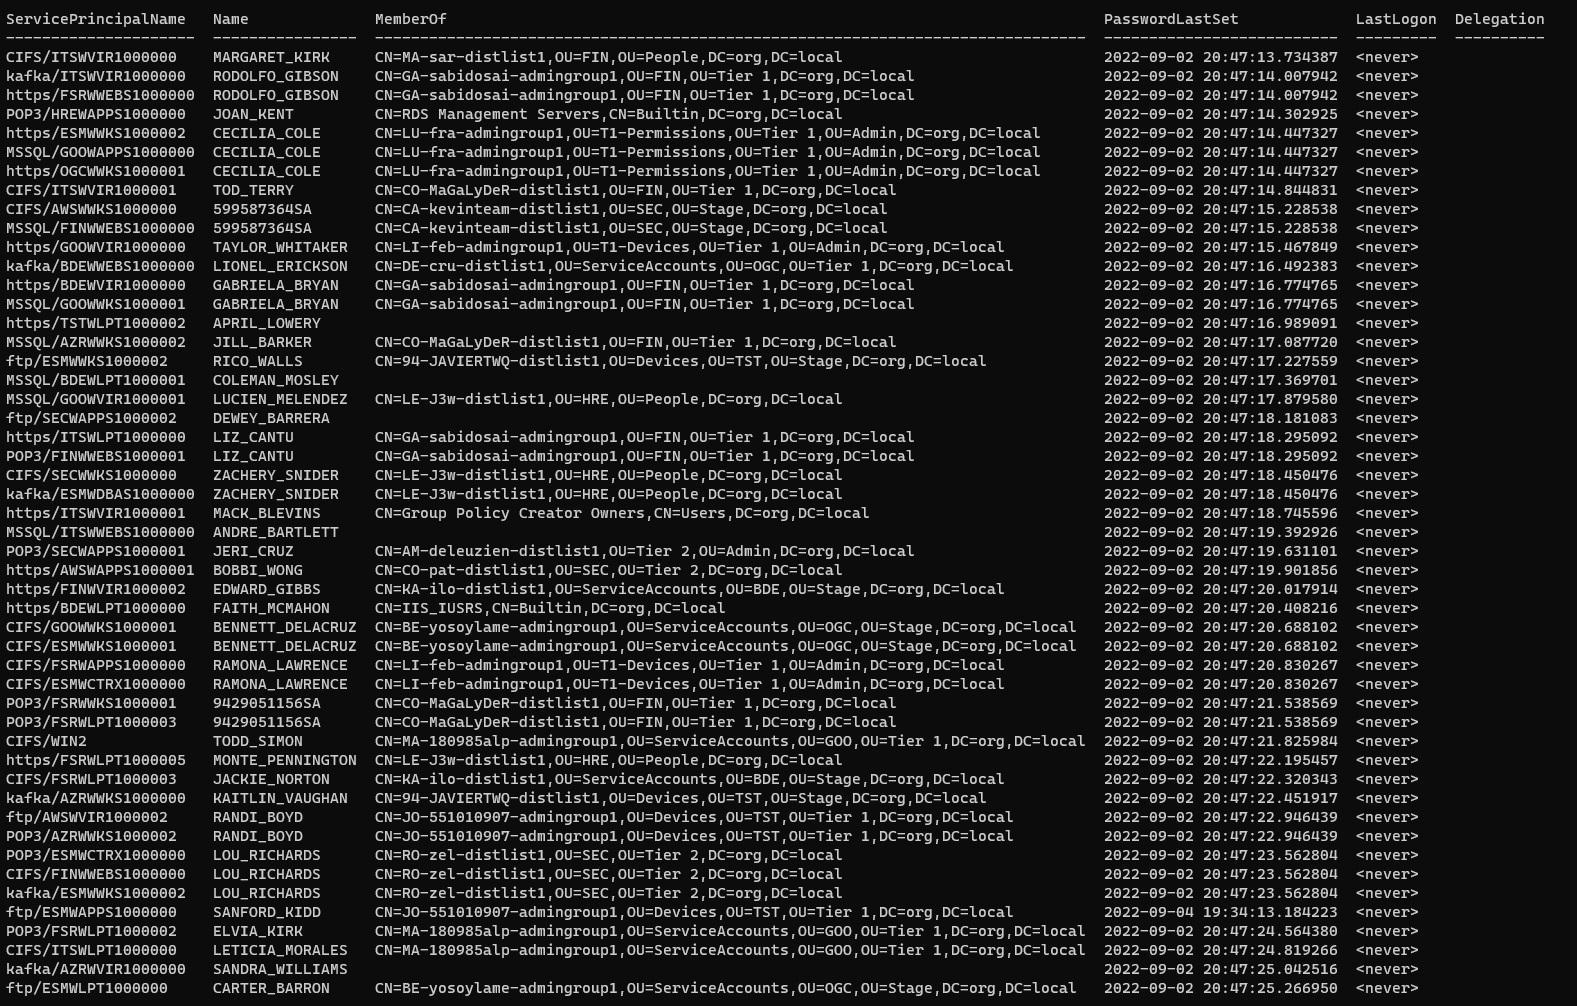 ServicePrincipalName  Name              MemberOf                                                                         PasswordLastSet             LastLogon  Delegation
--------------------  ----------------  -------------------------------------------------------------------------------  --------------------------  ---------  ----------
CIFS/ITSWVIR1000000   MARGARET_KIRK     CN=MA-sar-distlist1,OU=FIN,OU=People,DC=org,DC=local                             2022-09-02 20:47:13.734387  <never>
kafka/ITSWVIR1000000  RODOLFO_GIBSON    CN=GA-sabidosai-admingroup1,OU=FIN,OU=Tier 1,DC=org,DC=local                     2022-09-02 20:47:14.007942  <never>
https/FSRWWEBS1000000  RODOLFO_GIBSON    CN=GA-sabidosai-admingroup1,OU=FIN,OU=Tier 1,DC=org,DC=local                     2022-09-02 20:47:14.007942  <never>
POP3/HREWAPPS1000000  JOAN_KENT         CN=RDS Management Servers,CN=Builtin,DC=org,DC=local                             2022-09-02 20:47:14.302925  <never>
https/ESMWWKS1000002  CECILIA_COLE      CN=LU-fra-admingroup1,OU=T1-Permissions,OU=Tier 1,OU=Admin,DC=org,DC=local       2022-09-02 20:47:14.447327  <never>
MSSQL/GOOWAPPS1000000  CECILIA_COLE      CN=LU-fra-admingroup1,OU=T1-Permissions,OU=Tier 1,OU=Admin,DC=org,DC=local       2022-09-02 20:47:14.447327  <never>
https/OGCWWKS1000001  CECILIA_COLE      CN=LU-fra-admingroup1,OU=T1-Permissions,OU=Tier 1,OU=Admin,DC=org,DC=local       2022-09-02 20:47:14.447327  <never>
CIFS/ITSWVIR1000001   TOD_TERRY         CN=CO-MaGaLyDeR-distlist1,OU=FIN,OU=Tier 1,DC=org,DC=local                       2022-09-02 20:47:14.844831  <never>
CIFS/AWSWWKS1000000   599587364SA       CN=CA-kevinteam-distlist1,OU=SEC,OU=Stage,DC=org,DC=local                        2022-09-02 20:47:15.228538  <never>
MSSQL/FINWWEBS1000000  599587364SA       CN=CA-kevinteam-distlist1,OU=SEC,OU=Stage,DC=org,DC=local                        2022-09-02 20:47:15.228538  <never>
https/GOOWVIR1000000  TAYLOR_WHITAKER   CN=LI-feb-admingroup1,OU=T1-Devices,OU=Tier 1,OU=Admin,DC=org,DC=local           2022-09-02 20:47:15.467849  <never>
kafka/BDEWWEBS1000000  LIONEL_ERICKSON   CN=DE-cru-distlist1,OU=ServiceAccounts,OU=OGC,OU=Tier 1,DC=org,DC=local          2022-09-02 20:47:16.492383  <never>
https/BDEWVIR1000000  GABRIELA_BRYAN    CN=GA-sabidosai-admingroup1,OU=FIN,OU=Tier 1,DC=org,DC=local                     2022-09-02 20:47:16.774765  <never>
MSSQL/GOOWWKS1000001  GABRIELA_BRYAN    CN=GA-sabidosai-admingroup1,OU=FIN,OU=Tier 1,DC=org,DC=local                     2022-09-02 20:47:16.774765  <never>
https/TSTWLPT1000002  APRIL_LOWERY                                                                                       2022-09-02 20:47:16.989091  <never>
MSSQL/AZRWWKS1000002  JILL_BARKER       CN=CO-MaGaLyDeR-distlist1,OU=FIN,OU=Tier 1,DC=org,DC=local                       2022-09-02 20:47:17.087720  <never>
ftp/ESMWWKS1000002    RICO_WALLS        CN=94-JAVIERTWQ-distlist1,OU=Devices,OU=TST,OU=Stage,DC=org,DC=local             2022-09-02 20:47:17.227559  <never>
MSSQL/BDEWLPT1000001  COLEMAN_MOSLEY                                                                                     2022-09-02 20:47:17.369701  <never>
MSSQL/GOOWVIR1000001  LUCIEN_MELENDEZ   CN=LE-J3w-distlist1,OU=HRE,OU=People,DC=org,DC=local                             2022-09-02 20:47:17.879580  <never>
ftp/SECWAPPS1000002   DEWEY_BARRERA                                                                                      2022-09-02 20:47:18.181083  <never>
https/ITSWLPT1000000  LIZ_CANTU         CN=GA-sabidosai-admingroup1,OU=FIN,OU=Tier 1,DC=org,DC=local                     2022-09-02 20:47:18.295092  <never>
POP3/FINWWEBS1000001  LIZ_CANTU         CN=GA-sabidosai-admingroup1,OU=FIN,OU=Tier 1,DC=org,DC=local                     2022-09-02 20:47:18.295092  <never>
CIFS/SECWWKS1000000   ZACHERY_SNIDER    CN=LE-J3w-distlist1,OU=HRE,OU=People,DC=org,DC=local                             2022-09-02 20:47:18.450476  <never>
kafka/ESMWDBAS1000000  ZACHERY_SNIDER    CN=LE-J3w-distlist1,OU=HRE,OU=People,DC=org,DC=local                             2022-09-02 20:47:18.450476  <never>
https/ITSWVIR1000001  MACK_BLEVINS      CN=Group Policy Creator Owners,CN=Users,DC=org,DC=local                          2022-09-02 20:47:18.745596  <never>
MSSQL/ITSWWEBS1000000  ANDRE_BARTLETT                                                                                     2022-09-02 20:47:19.392926  <never>
POP3/SECWAPPS1000001  JERI_CRUZ         CN=AM-deleuzien-distlist1,OU=Tier 2,OU=Admin,DC=org,DC=local                     2022-09-02 20:47:19.631101  <never>
https/AWSWAPPS1000001  BOBBI_WONG        CN=CO-pat-distlist1,OU=SEC,OU=Tier 2,DC=org,DC=local                             2022-09-02 20:47:19.901856  <never>
https/FINWVIR1000002  EDWARD_GIBBS      CN=KA-ilo-distlist1,OU=ServiceAccounts,OU=BDE,OU=Stage,DC=org,DC=local           2022-09-02 20:47:20.017914  <never>
https/BDEWLPT1000000  FAITH_MCMAHON     CN=IIS_IUSRS,CN=Builtin,DC=org,DC=local                                          2022-09-02 20:47:20.408216  <never>
CIFS/GOOWWKS1000001   BENNETT_DELACRUZ  CN=BE-yosoylame-admingroup1,OU=ServiceAccounts,OU=OGC,OU=Stage,DC=org,DC=local   2022-09-02 20:47:20.688102  <never>
CIFS/ESMWWKS1000001   BENNETT_DELACRUZ  CN=BE-yosoylame-admingroup1,OU=ServiceAccounts,OU=OGC,OU=Stage,DC=org,DC=local   2022-09-02 20:47:20.688102  <never>
CIFS/FSRWAPPS1000000  RAMONA_LAWRENCE   CN=LI-feb-admingroup1,OU=T1-Devices,OU=Tier 1,OU=Admin,DC=org,DC=local           2022-09-02 20:47:20.830267  <never>
CIFS/ESMWCTRX1000000  RAMONA_LAWRENCE   CN=LI-feb-admingroup1,OU=T1-Devices,OU=Tier 1,OU=Admin,DC=org,DC=local           2022-09-02 20:47:20.830267  <never>
POP3/FSRWWKS1000001   9429051156SA      CN=CO-MaGaLyDeR-distlist1,OU=FIN,OU=Tier 1,DC=org,DC=local                       2022-09-02 20:47:21.538569  <never>
POP3/FSRWLPT1000003   9429051156SA      CN=CO-MaGaLyDeR-distlist1,OU=FIN,OU=Tier 1,DC=org,DC=local                       2022-09-02 20:47:21.538569  <never>
CIFS/WIN2             TODD_SIMON        CN=MA-180985alp-admingroup1,OU=ServiceAccounts,OU=GOO,OU=Tier 1,DC=org,DC=local  2022-09-02 20:47:21.825984  <never>
https/FSRWLPT1000005  MONTE_PENNINGTON  CN=LE-J3w-distlist1,OU=HRE,OU=People,DC=org,DC=local                             2022-09-02 20:47:22.195457  <never>
CIFS/FSRWLPT1000003   JACKIE_NORTON     CN=KA-ilo-distlist1,OU=ServiceAccounts,OU=BDE,OU=Stage,DC=org,DC=local           2022-09-02 20:47:22.320343  <never>
kafka/AZRWWKS1000000  KAITLIN_VAUGHAN   CN=94-JAVIERTWQ-distlist1,OU=Devices,OU=TST,OU=Stage,DC=org,DC=local             2022-09-02 20:47:22.451917  <never>
ftp/AWSWVIR1000002    RANDI_BOYD        CN=JO-551010907-admingroup1,OU=Devices,OU=TST,OU=Tier 1,DC=org,DC=local          2022-09-02 20:47:22.946439  <never>
POP3/AZRWWKS1000002   RANDI_BOYD        CN=JO-551010907-admingroup1,OU=Devices,OU=TST,OU=Tier 1,DC=org,DC=local          2022-09-02 20:47:22.946439  <never>
POP3/ESMWCTRX1000000  LOU_RICHARDS      CN=RO-zel-distlist1,OU=SEC,OU=Tier 2,DC=org,DC=local                             2022-09-02 20:47:23.562804  <never>
CIFS/FINWWEBS1000000  LOU_RICHARDS      CN=RO-zel-distlist1,OU=SEC,OU=Tier 2,DC=org,DC=local                             2022-09-02 20:47:23.562804  <never>
kafka/ESMWWKS1000002  LOU_RICHARDS      CN=RO-zel-distlist1,OU=SEC,OU=Tier 2,DC=org,DC=local                             2022-09-02 20:47:23.562804  <never>
ftp/ESMWAPPS1000000   SANFORD_KIDD      CN=JO-551010907-admingroup1,OU=Devices,OU=TST,OU=Tier 1,DC=org,DC=local          2022-09-04 19:34:13.184223  <never>
POP3/FSRWLPT1000002   ELVIA_KIRK        CN=MA-180985alp-admingroup1,OU=ServiceAccounts,OU=GOO,OU=Tier 1,DC=org,DC=local  2022-09-02 20:47:24.564380  <never>
CIFS/ITSWLPT1000000   LETICIA_MORALES   CN=MA-180985alp-admingroup1,OU=ServiceAccounts,OU=GOO,OU=Tier 1,DC=org,DC=local  2022-09-02 20:47:24.819266  <never>
kafka/AZRWVIR1000000  SANDRA_WILLIAMS                                                                                    2022-09-02 20:47:25.042516  <never>
ftp/ESMWLPT1000000    CARTER_BARRON     CN=BE-yosoylame-admingroup1,OU=ServiceAccounts,OU=OGC,OU=Stage,DC=org,DC=local   2022-09-02 20:47:25.266950  <never>